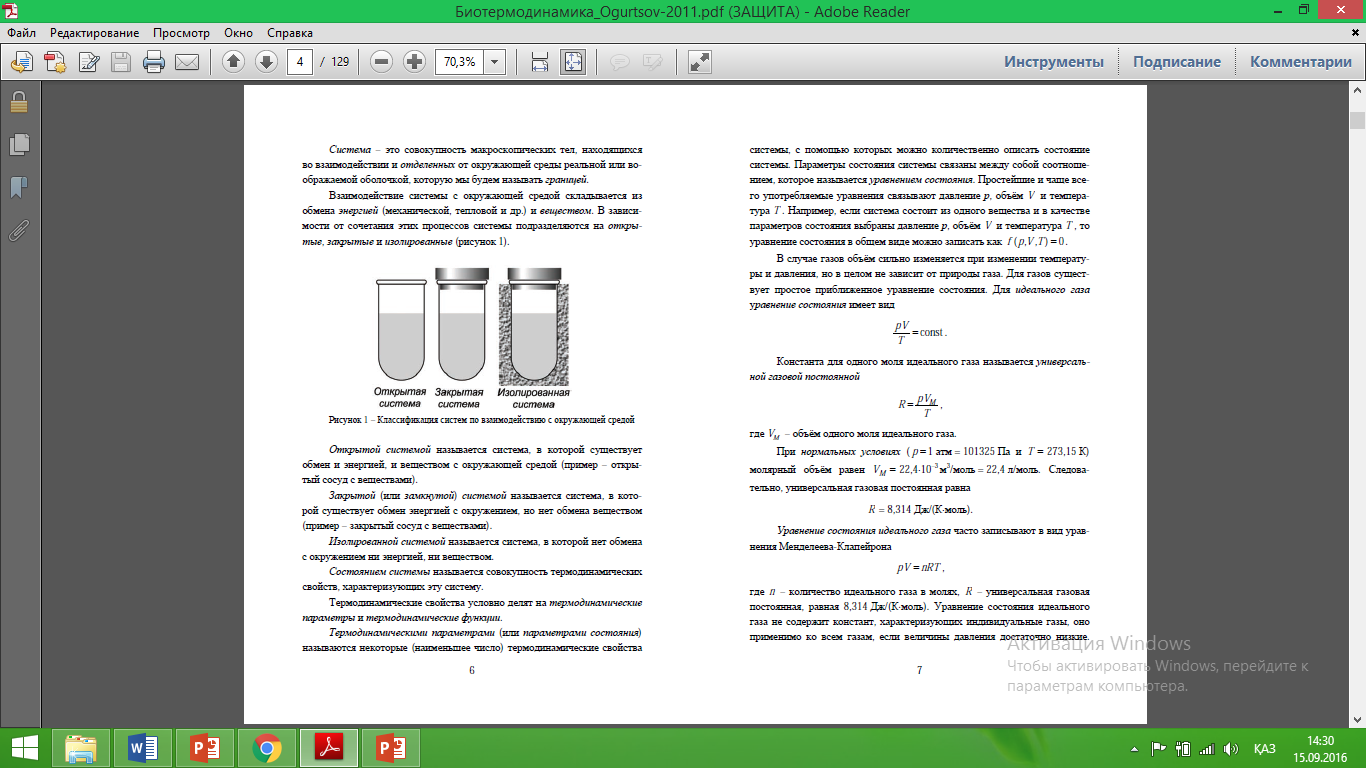 Биотермодинамика_Ogurtsov-2011.pdf (ЗАЩИТА) - Adobe Reader
Файл Редактирование Просмотр Окно Справка
4 / 129 70,3% Инструменты Подписание Комментарии
Система – это совокупность макроскопических тел, находящихся
во взаимодействии и отделенных от окружающей среды реальной или во-
ображаемой оболочкой, которую мы будем называть границей.
Взаимодействие системы с окружающей средой складывается из
обмена энергией (механической, тепловой и др.) и веществом. В зависи-
мости от сочетания этих процессов системы подразделяются на откры-
тые, закрытые и изолированные (рисунок 1).
Открытая система
Закрытая система
Изолированная система
Рисунок 1 – Классификация систем по взаимодействию с окружающей средой
Открытой системой называется система, в которой существует
обмен и энергией, и веществом с окружающей средой (пример – откры-
тый сосуд с веществами).
Закрытой (или замкнутой) системой называется система, в кото-
рой существует обмен энергией с окружением, но нет обмена веществом
(пример – закрытый сосуд с веществами).
Изолированной системой называется система, в которой нет обмена
с окружением ни энергией, ни веществом.
Состоянием системы называется совокупность термодинамических
свойств, характеризующих эту систему.
Термодинамические свойства условно делят на термодинамические
параметры и термодинамические функции.
Термодинамическими параметрами (или параметрами состояния)
называются некоторые (наименьшее число) термодинамические свойства
6
системы, с помощью которых можно количественно описать состояние
системы. Параметры состояния системы связаны между собой соотноше-
нием, которое называется уравнением состояния. Простейшие и чаще все-
го употребляемые уравнения связывают давление p, объём V и темпера-
тура T. Например, если система состоит из одного вещества и в качестве
параметров состояния выбраны давление p, объём V и температура T, то
уравнение состояния в общем виде можно записать как f (p,V,T) = 0.
В случае газов объём сильно изменяется при изменении температу-
ры и давления, но в целом не зависит от природы газа. Для газов сущест-
вует простое приближенное уравнение состояния. Для идеального газа
уравнение состояния имеет вид
pV/T = const.
Константа для одного моля идеального газа называется универсаль-
ной газовой постоянной
R = pV_M/T,
где V_M – объём одного моля идеального газа.
При нормальных условиях ( p = 1 атм = 101325 Па и T = 273,15 К)
молярный объём равен V_M = 22,4·10⁻³ м³/моль = 22,4 л/моль. Следова-
тельно, универсальная газовая постоянная равна
R = 8,314 Дж/(К·моль).
Уравнение состояния идеального газа часто записывают в вид урав-
нения Менделеева-Клапейрона
pV = nRT,
где n – количество идеального газа в молях, R – универсальная газовая
постоянная, равная 8,314 Дж/(К·моль). Уравнение состояния идеального
газа не содержит констант, характеризующих индивидуальные газы, оно
применимо ко всем газам, если величины давления достаточно низкие.
7
Активация Windows
Чтобы активировать Windows, перейдите к
параметрам компьютера.
ҚАЗ
14:30
15.09.2016